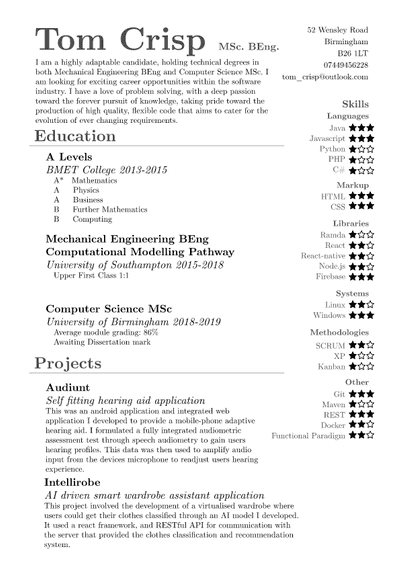 Tom Crisp MSc. BEng.
I am a highly adaptable candidate, holding technical degrees in
both Mechanical Engineering BEng and Computer Science MSc. I
am looking for exciting career opportunities within the software
industry. I have a love of problem solving, with a deep passion
toward the forever pursuit of knowledge, taking pride toward the
production of high quality, flexible code that aims to cater for the
evolution of ever changing requirements.
52 Wensley Road
Birmingham
B26 1LT
07449456228
tom_crisp@outlook.com
Education
A Levels
BMET College 2013-2015
A* Mathematics
A Physics
A Business
B Further Mathematics
B Computing
Mechanical Engineering BEng
Computational Modelling Pathway
University of Southampton 2015-2018
Upper First Class 1:1
Computer Science MSc
University of Birmingham 2018-2019
Average module grading: 86%
Awaiting Dissertation mark
Projects
Audiunt
Self fitting hearing aid application
This was an android application and integrated web
application I developed to provide a mobile-phone adaptive
hearing aid. I formulated a fully integrated audiometric
assessment test through speech audiometry to gain users
hearing profiles. This data was then used to amplify audio
input from the devices microphone to readjust users hearing
experience.
Intellirobe
AI driven smart wardrobe assistant application
This project involved the development of a virtualised wardrobe where
users could get their clothes classified through an AI model I developed.
It used a react framework, and RESTful API for communication with
the server that provided the clothes classification and recommendation
system.
Skills
Languages
Java ★★★
Javascript ★★★
Python ★☆☆
PHP ★☆☆
C# ★☆☆
Markup
HTML ★★★
CSS ★★★
Libraries
Ramda ★☆☆
React ★★☆
React-native ★★☆
Node.js ★★☆
Firebase ★★★
Systems
Linux ★★☆
Windows ★★★
Methodologies
SCRUM ★★☆
XP ★☆☆
Kanban ★☆☆
Other
Git ★★★
Maven ★☆☆
REST ★★★
Docker ★★☆
Functional Paradigm ★★☆